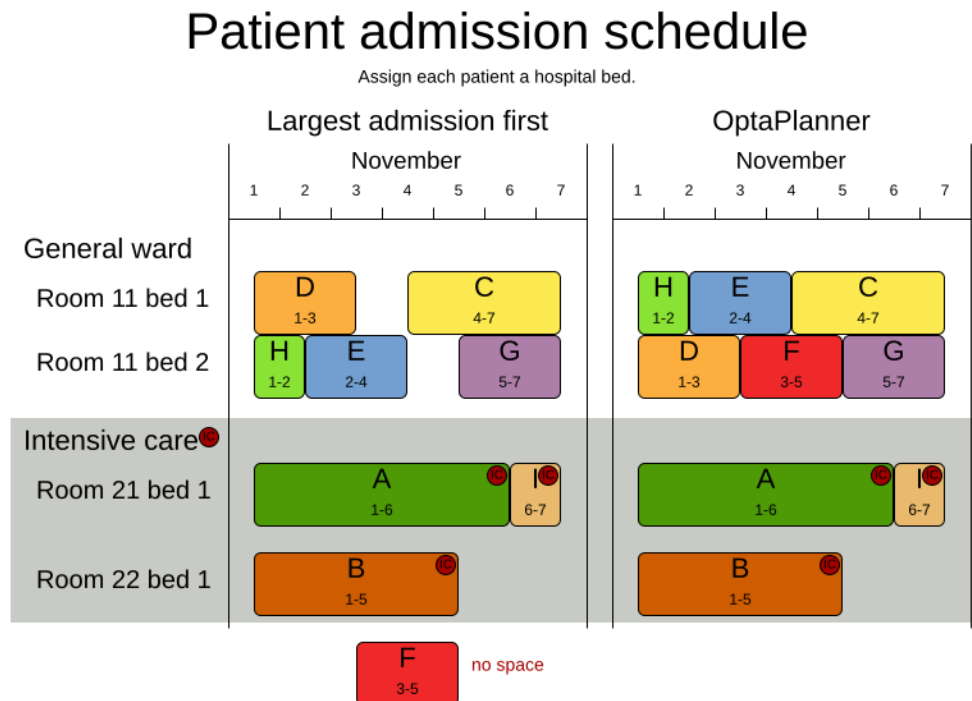 Patient admission schedule
Assign each patient a hospital bed.
Largest admission first
OptaPlanner
November
November
1 2 3 4 5 6 7
1 2 3 4 5 6 7
General ward
Room 11 bed 1
D
1-3
C
4-7
H
1-2
E
2-4
C
4-7
Room 11 bed 2
H
1-2
E
2-4
G
5-7
D
1-3
F
3-5
G
5-7
Intensive care IC
Room 21 bed 1
A IC
1-6
I IC
6-7
A IC
1-6
I IC
6-7
Room 22 bed 1
B IC
1-5
B IC
1-5
F
3-5
no space